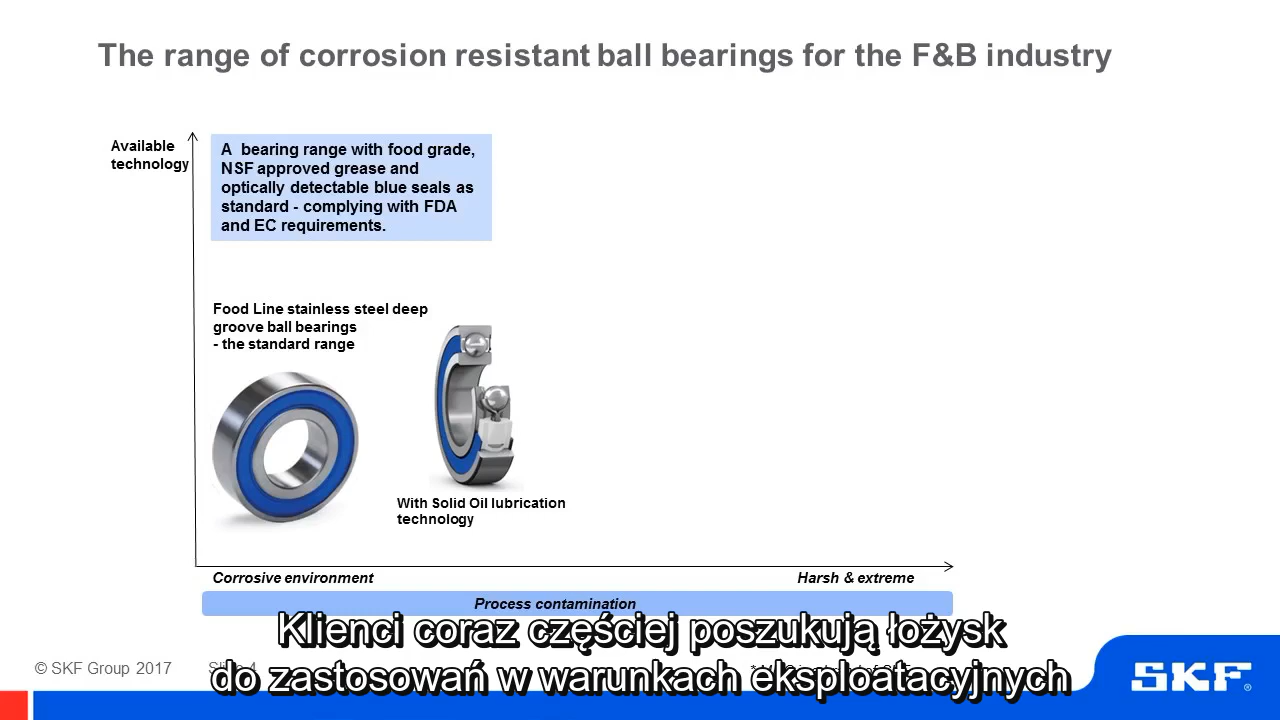 The range of corrosion resistant ball bearings for the F&B industry
Available
technology
A bearing range with food grade,
NSF approved grease and
optically detectable blue seals as
standard - complying with FDA
and EC requirements.
Food Line stainless steel deep
groove ball bearings
- the standard range
With Solid Oil lubrication
technology
Corrosive environment
Harsh & extreme
Process contamination
Klienci coraz częściej poszukują łożysk
do zastosowań w warunkach eksploatacyjnych
© SKF Group 2017
SKF